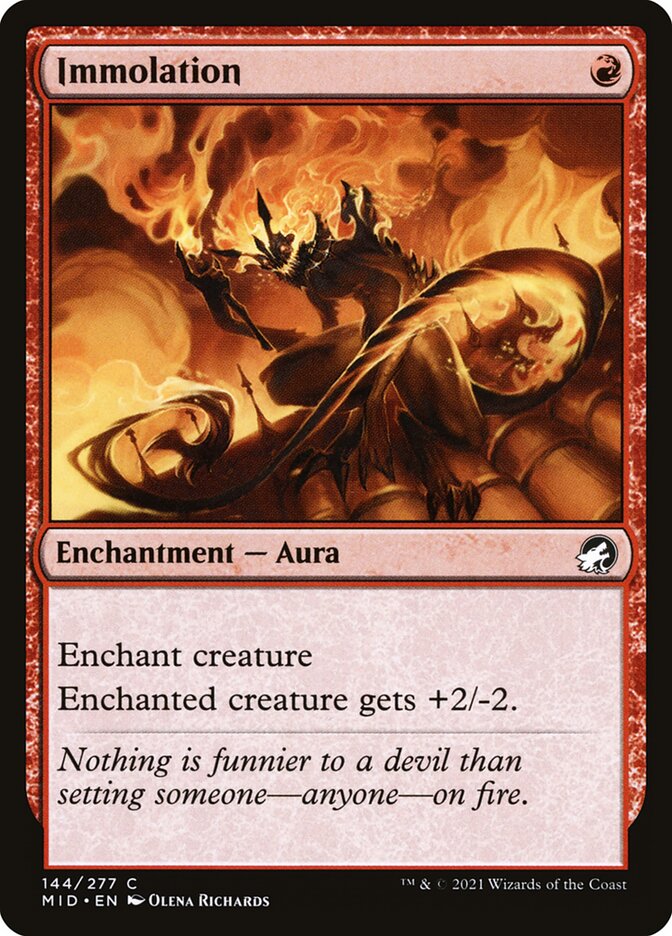 Immolation
Enchantment — Aura
Enchant creature
Enchanted creature gets +2/-2.
Nothing is funnier to a devil than
setting someone—anyone—on fire.
144/277 C
™ & © 2021 Wizards of the Coast
MID • EN Olena Richards